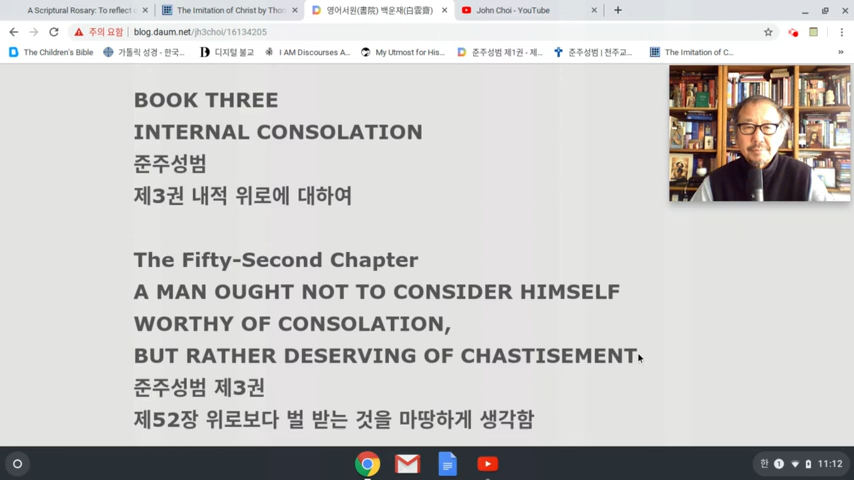 A Scriptural Rosary: To reflect
The Imitation of Christ by Thom
영어서원(書院) 백운재(白雲齋)
John Choi - YouTube
주의 요함
blog.daum.net/jh3choi/16134205
The Children's Bible
가톨릭 성경 - 한국...
디지털 불교
I AM Discourses A...
My Utmost for His...
준주성범 제1권 - 제...
준주성범 | 천주교...
The Imitation of C...
BOOK THREE
INTERNAL CONSOLATION
준주성범
제3권 내적 위로에 대하여
The Fifty-Second Chapter
A MAN OUGHT NOT TO CONSIDER HIMSELF
WORTHY OF CONSOLATION,
BUT RATHER DESERVING OF CHASTISEMENT
준주성범 제3권
제52장 위로보다 벌 받는 것을 마땅하게 생각함
한 1 11:12